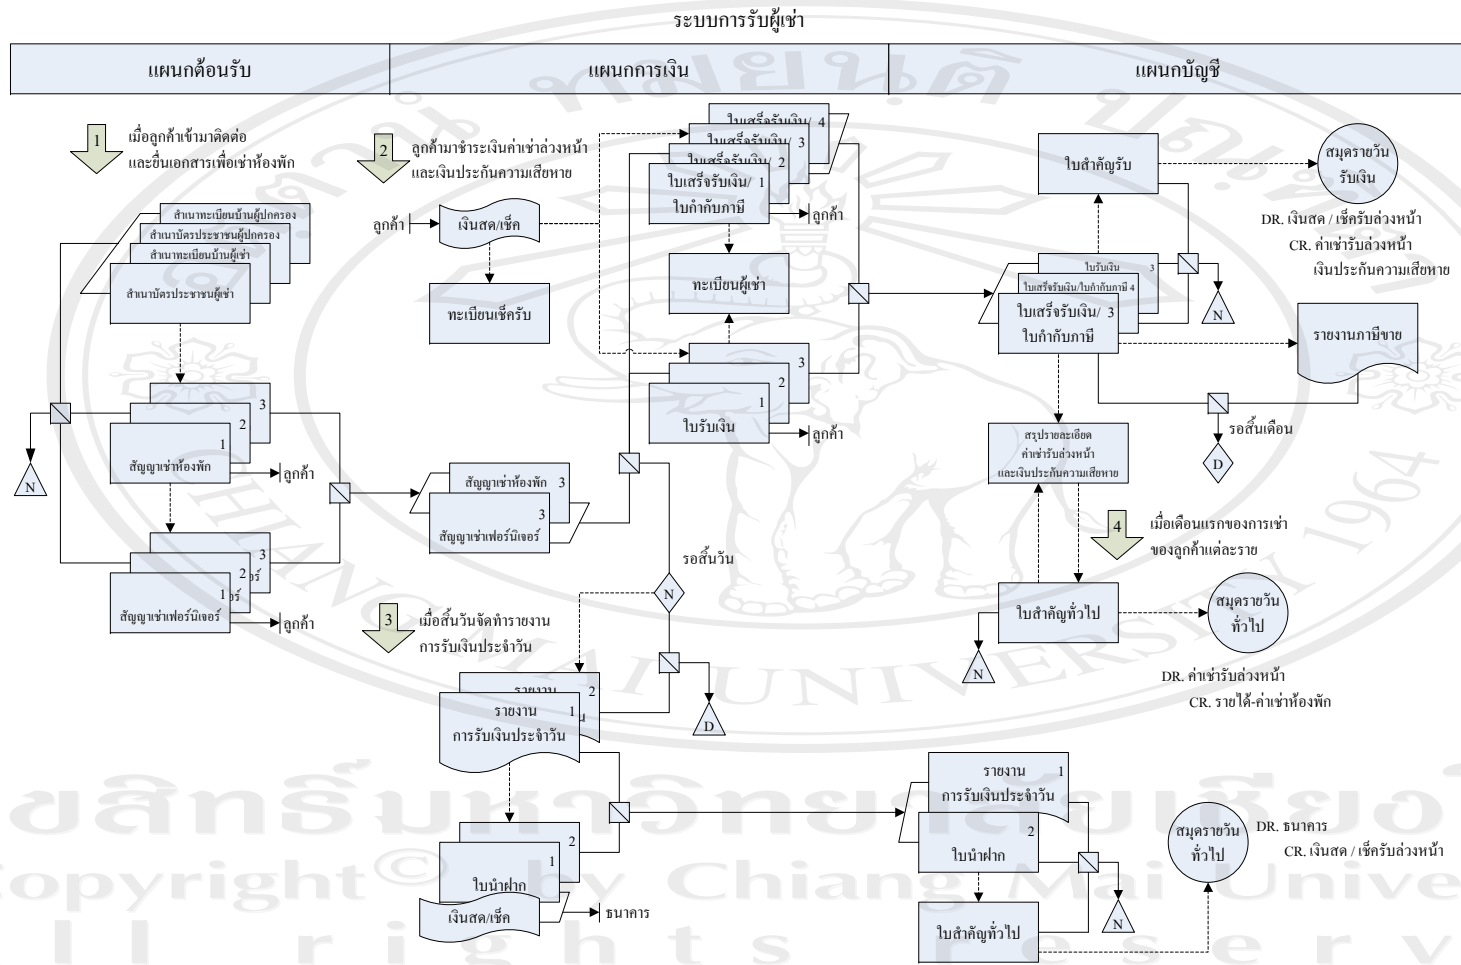 ระบบการรับผู้เช่า
แผนกต้อนรับ
แผนกการเงิน
แผนกบัญชี
1
เมื่อลูกค้าเข้ามาติดต่อ
และยื่นเอกสารเพื่อเช่าห้องพัก
สำเนาทะเบียนบ้านผู้ปกครอง
สำเนาบัตรประชาชนผู้ปกครอง
สำเนาทะเบียนบ้านผู้เช่า
สำเนาบัตรประชาชนผู้เช่า
3
2
1
สัญญาเช่าห้องพัก
ลูกค้า
N
3
2
1
สัญญาเช่าเฟอร์นิเจอร์
ลูกค้า
2
ลูกค้ามาชำระเงินค่าเช่าล่วงหน้า
และเงินประกันความเสียหาย
ลูกค้า
เงินสด/เช็ค
ทะเบียนเช็ครับ
ใบเสร็จรับเงิน/ 4
ใบเสร็จรับเงิน/ 3
ใบเสร็จรับเงิน/ 2
ใบเสร็จรับเงิน/ 1
ใบกำกับภาษี
ลูกค้า
ทะเบียนผู้เช่า
3
2
1
ใบรับเงิน
ลูกค้า
สัญญาเช่าห้องพัก 3
3
สัญญาเช่าเฟอร์นิเจอร์
รอสิ้นวัน
N
3
เมื่อสิ้นวันจัดทำรายงาน
การรับเงินประจำวัน
รายงาน 2
รายงาน 1
การรับเงินประจำวัน
D
2
1
ใบนำฝาก
เงินสด/เช็ค
ธนาคาร
ใบสำคัญรับ
สมุดรายวัน
รับเงิน
DR. เงินสด / เช็ครับล่วงหน้า
CR. ค่าเช่ารับล่วงหน้า
เงินประกันความเสียหาย
ใบรับเงิน 3
ใบเสร็จรับเงิน/ใบกำกับภาษี 4
ใบเสร็จรับเงิน/ 3
ใบกำกับภาษี
N
รายงานภาษีขาย
รอสิ้นเดือน
D
สรุปรายละเอียด
ค่าเช่ารับล่วงหน้า
และเงินประกันความเสียหาย
4
เมื่อเดือนแรกของการเช่า
ของลูกค้าแต่ละราย
ใบสำคัญทั่วไป
สมุดรายวัน
ทั่วไป
N
DR. ค่าเช่ารับล่วงหน้า
CR. รายได้-ค่าเช่าห้องพัก
รายงาน 1
การรับเงินประจำวัน
2
ใบนำฝาก
ใบสำคัญทั่วไป
N
สมุดรายวัน
ทั่วไป
DR. ธนาคาร
CR. เงินสด / เช็ครับล่วงหน้า
CHIANG MAI UNIVERSITY 1964
Copyright© by Chiang Mai Unive
ll rights reserv